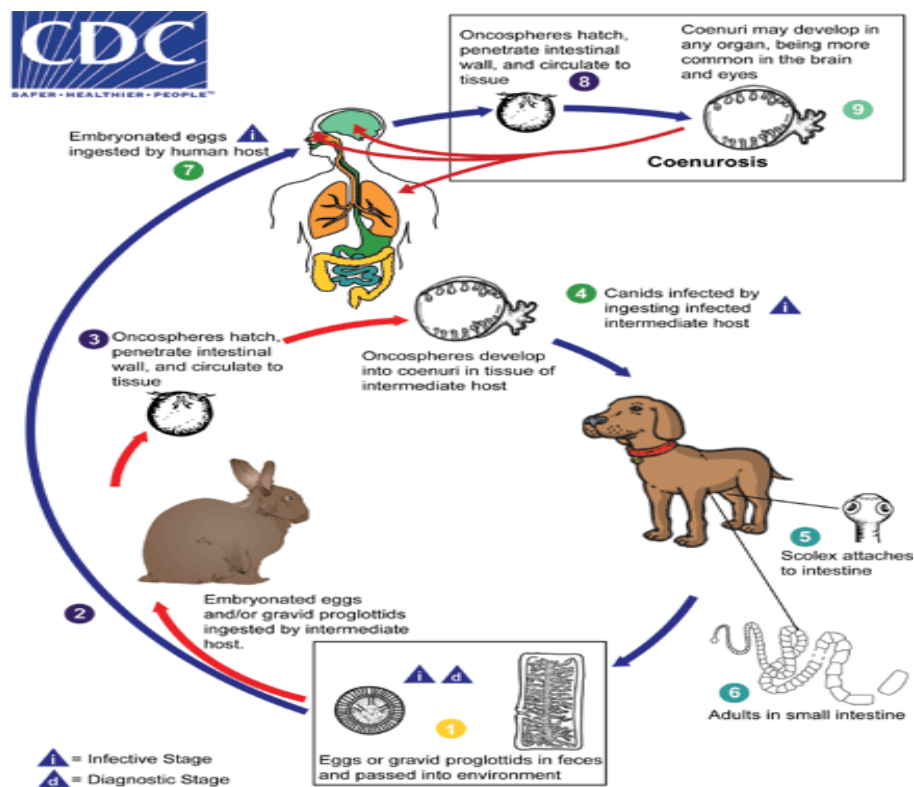 CDC
SAFER • HEALTHIER • PEOPLE™
Oncospheres hatch,
penetrate intestinal
wall, and circulate to
tissue
8
Coenuri may develop in
any organ, being more
common in the brain
and eyes
9
Coenurosis
Embryonated eggs
ingested by human host
i
7
3
Oncospheres hatch,
penetrate intestinal
wall, and circulate to
tissue
Oncospheres develop
into coenuri in tissue of
intermediate host
4
Canids infected by
ingesting infected
intermediate host
i
5
Scolex attaches
to intestine
2
Embryonated eggs
and/or gravid proglottids
ingested by intermediate
host.
6
Adults in small intestine
i
d
1
Eggs or gravid proglottids in feces
and passed into environment
i = Infective Stage
d = Diagnostic Stage